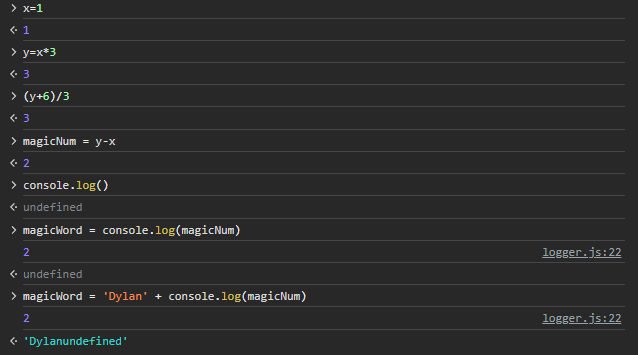 > x=1
< 1
> y=x*3
< 3
> (y+6)/3
< 3
> magicNum = y-x
< 2
> console.log()
< undefined
> magicWord = console.log(magicNum)
2 logger.js:22
< undefined
> magicWord = 'Dylan' + console.log(magicNum)
2 logger.js:22
< 'Dylanundefined'